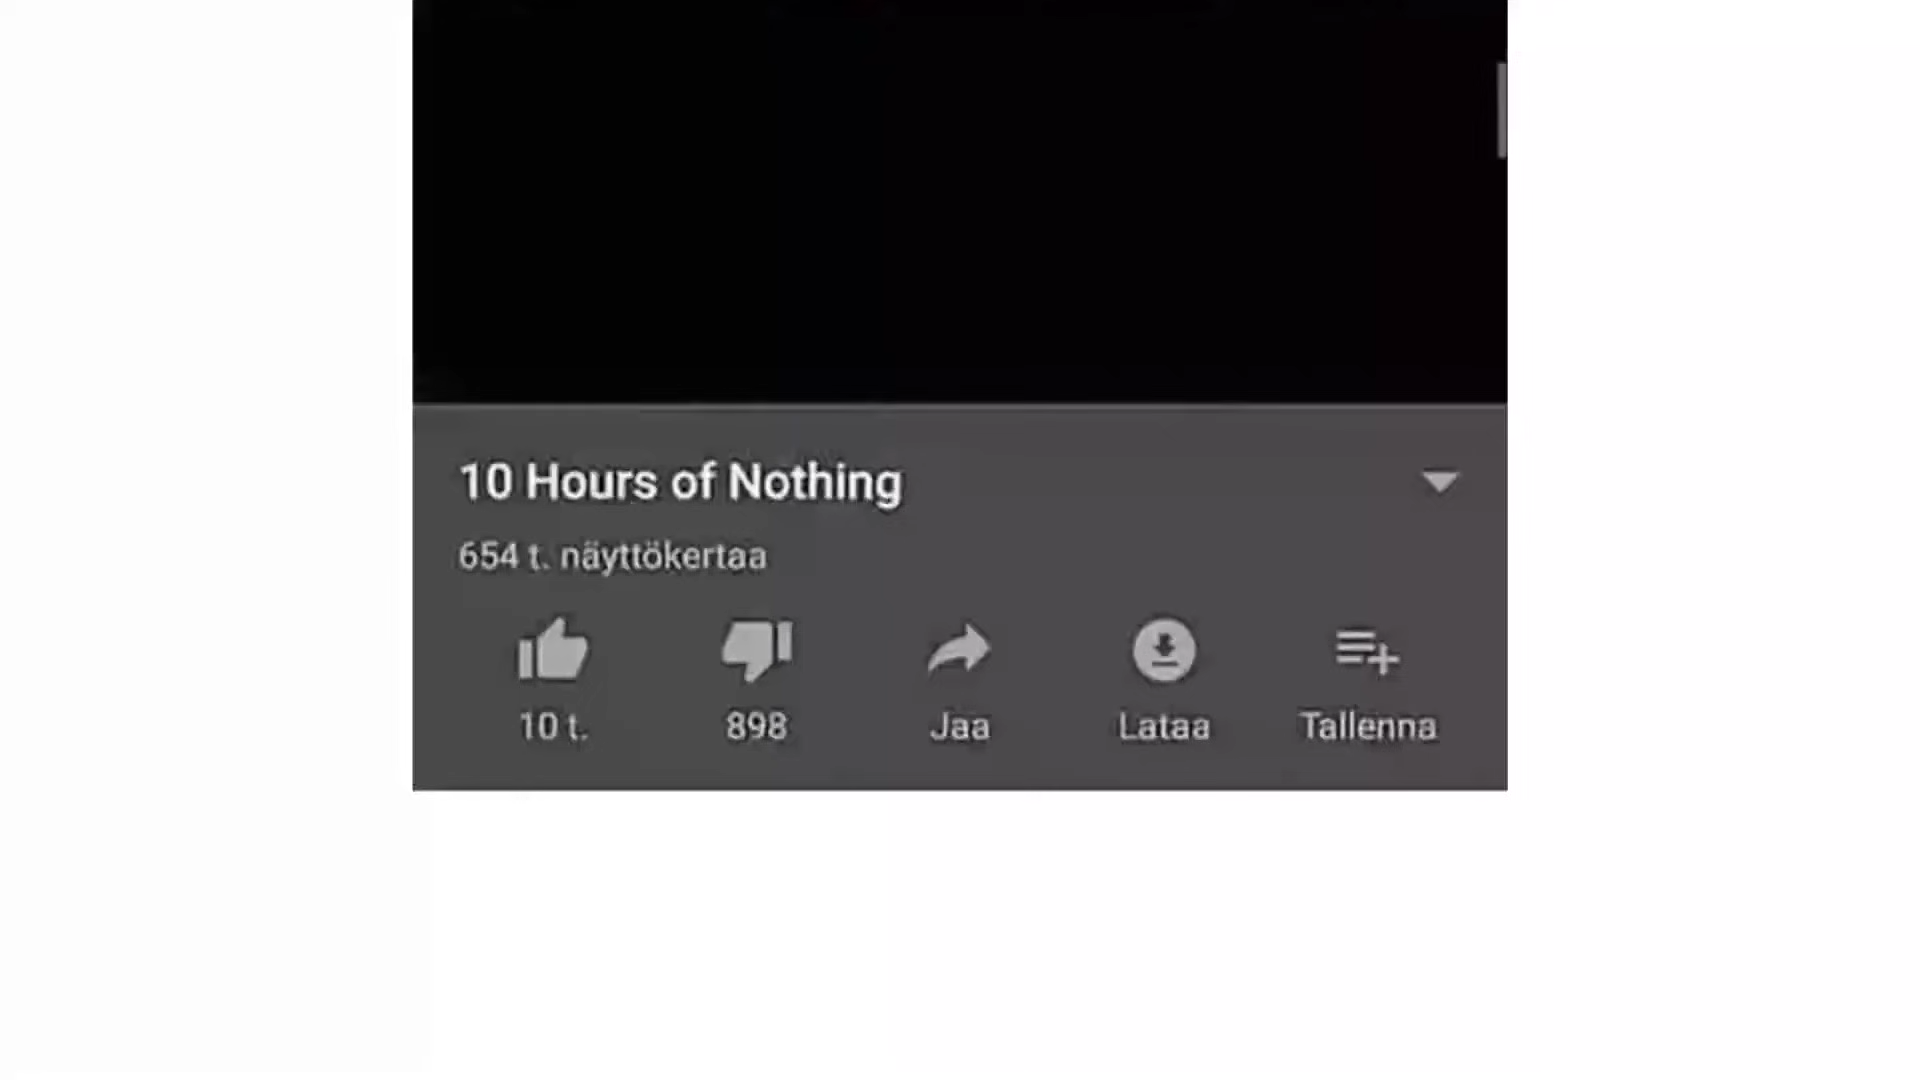 10 Hours of Nothing
654 t. näyttökertaa
10 t. 898 Jaa Lataa Tallenna